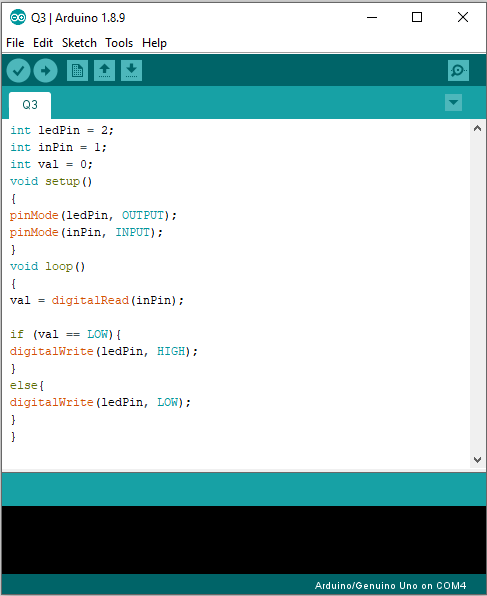 Q3 | Arduino 1.8.9
File Edit Sketch Tools Help
Q3
int ledPin = 2;
int inPin = 1;
int val = 0;
void setup()
{
pinMode(ledPin, OUTPUT);
pinMode(inPin, INPUT);
}
void loop()
{
val = digitalRead(inPin);
if (val == LOW){
digitalWrite(ledPin, HIGH);
}
else{
digitalWrite(ledPin, LOW);
}
}
Arduino/Genuino Uno on COM4